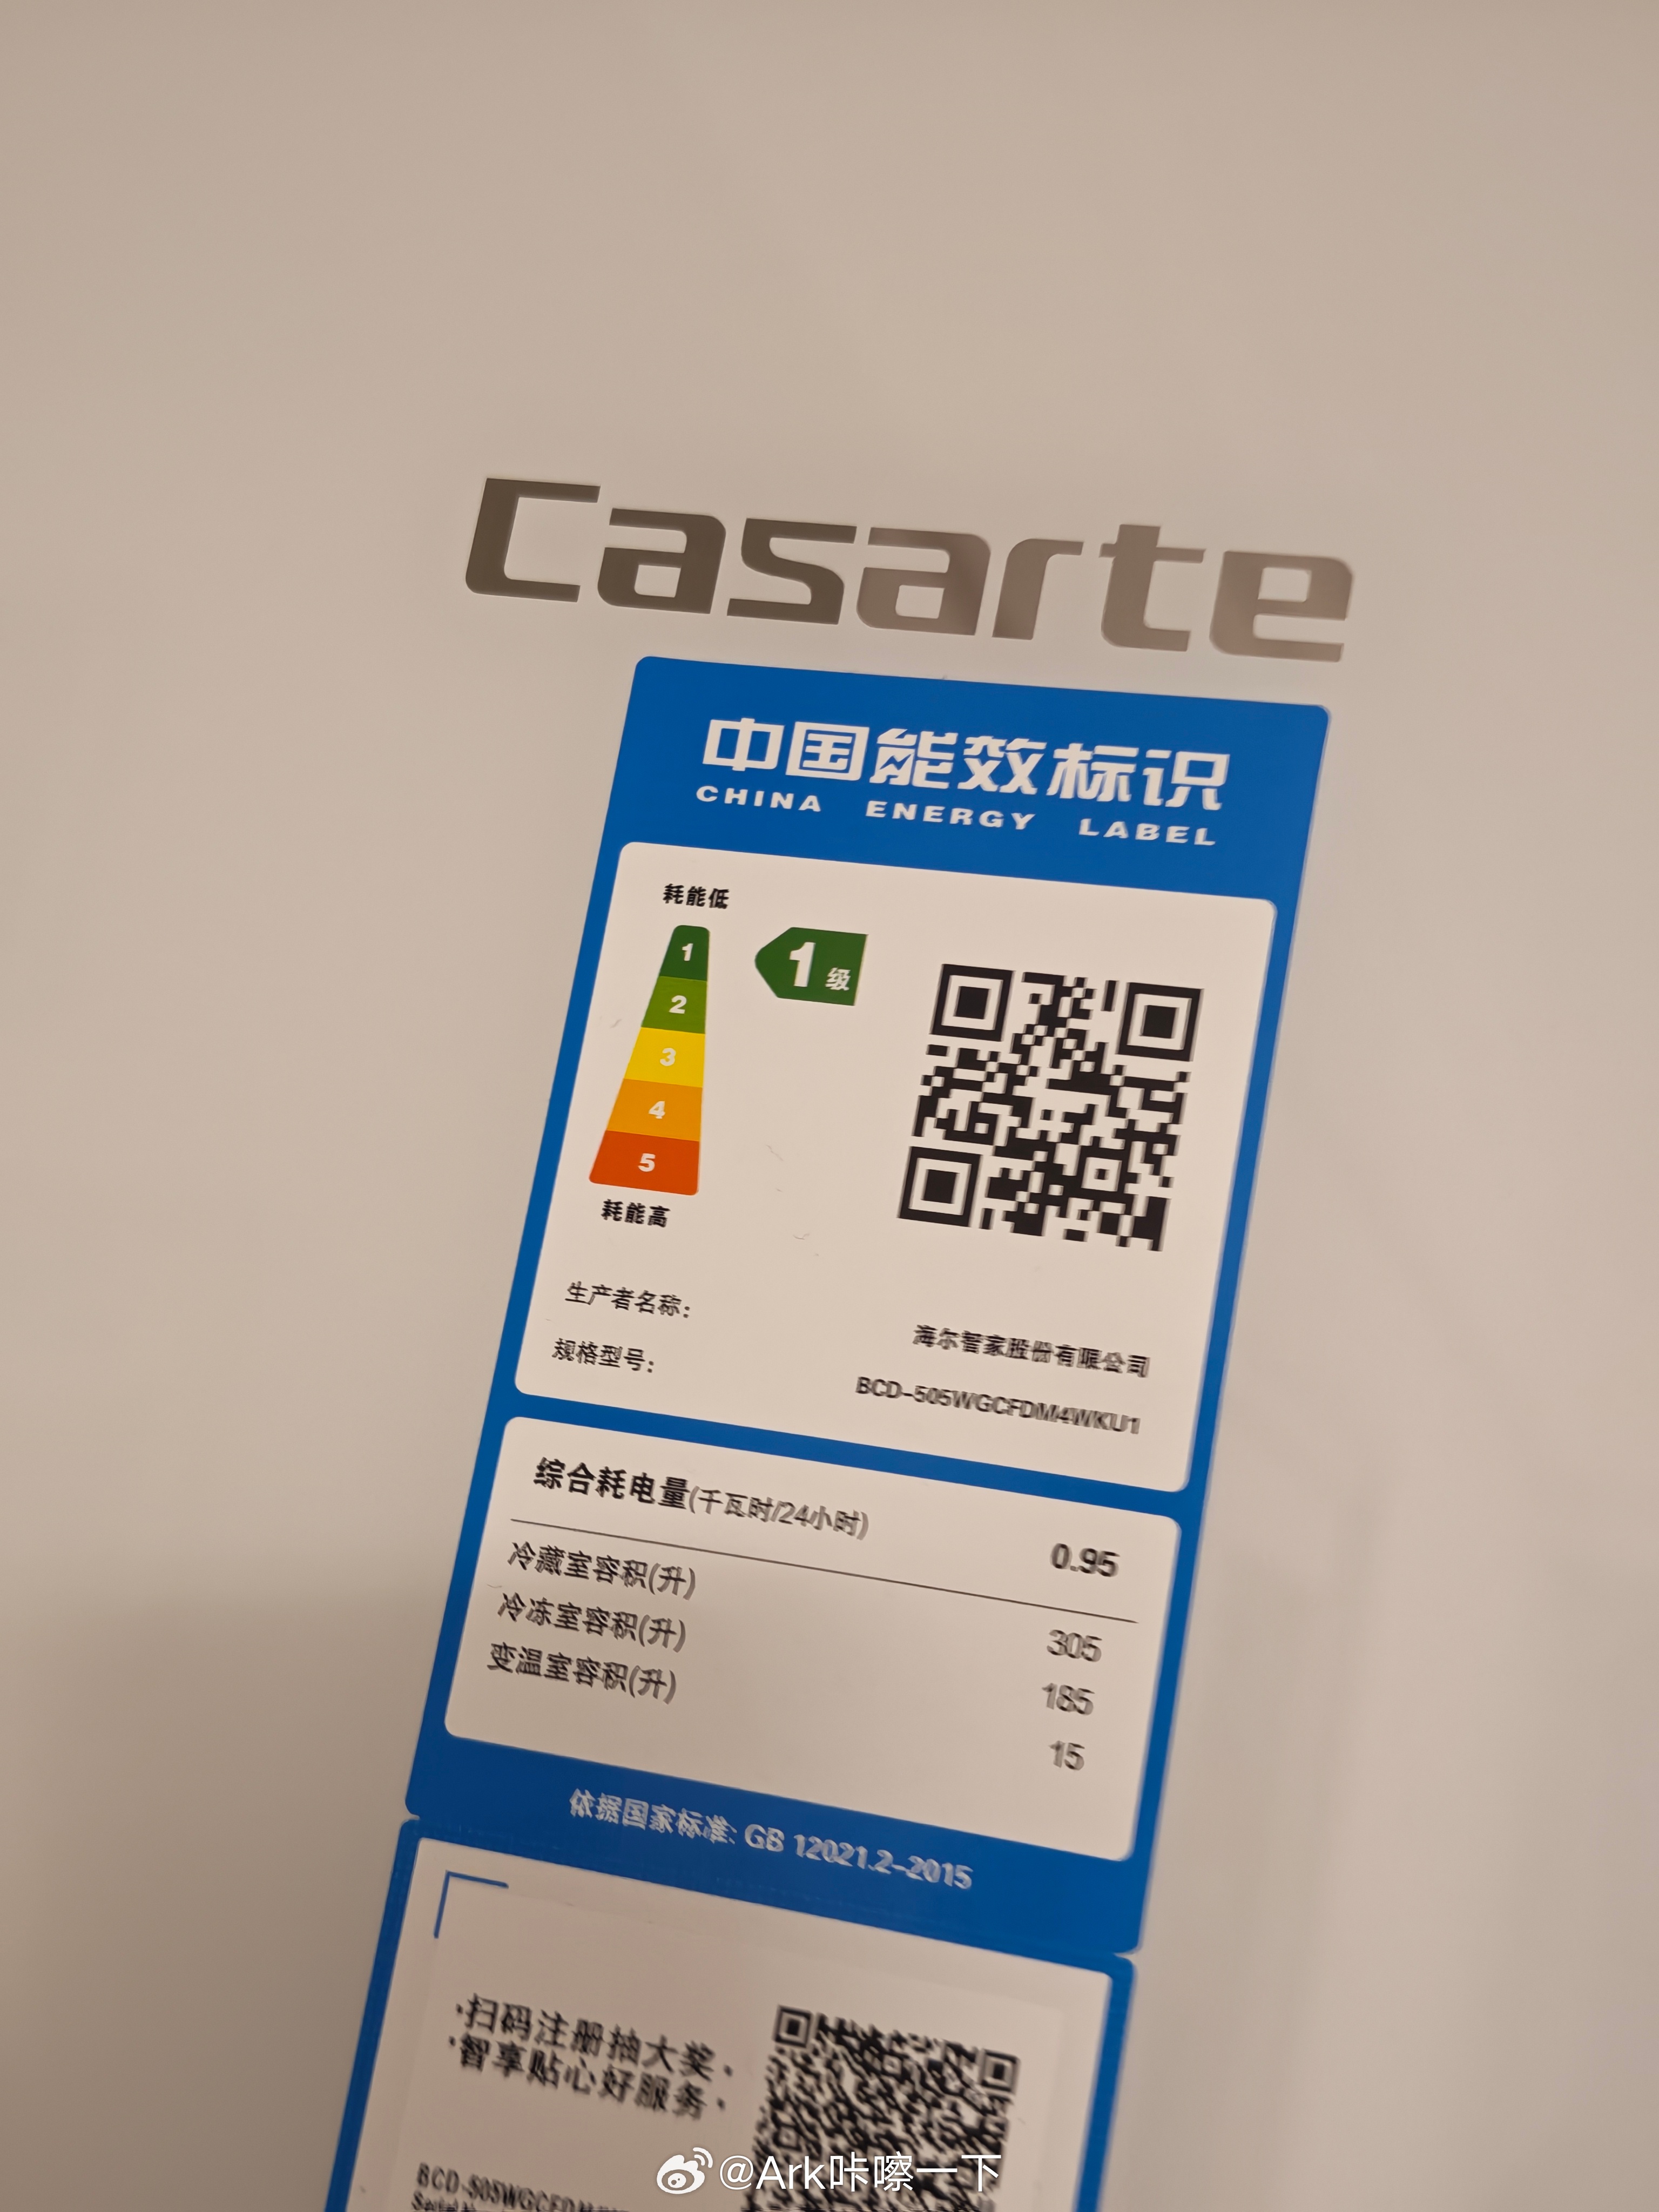 Casarte
中国能效标识
CHINA ENERGY LABEL
耗能低
1
1级
2
3
4
5
耗能高
生产者名称:
海尔智家股份有限公司
规格型号:
BCD-505WGCFDM4WKU1
综合耗电量(千瓦时/24小时)
0.95
冷藏室容积(升)
305
冷冻室容积(升)
185
变温室容积(升)
15
依据国家标准: GB 12021.2-2015
·扫码注册抽大奖·
·智享贴心好服务·
BCD-505WGCFDM
@Ark咔嚓一下